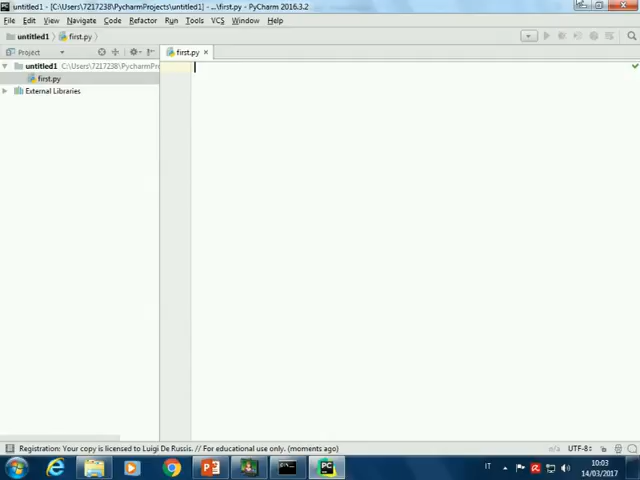 untitled1 - [C:\Users\7217238\PycharmProjects\untitled1] - ...\first.py - PyCharm 2016.3.2
File Edit View Navigate Code Refactor Run Tools VCS Window Help
untitled1 first.py
Project
first.py
untitled1 C:\Users\7217238\PycharmPr
first.py
External Libraries
Registration: Your copy is licensed to Luigi De Russis. // For educational use only. (moments ago)
n/a UTF-8
IT
10:03
14/03/2017